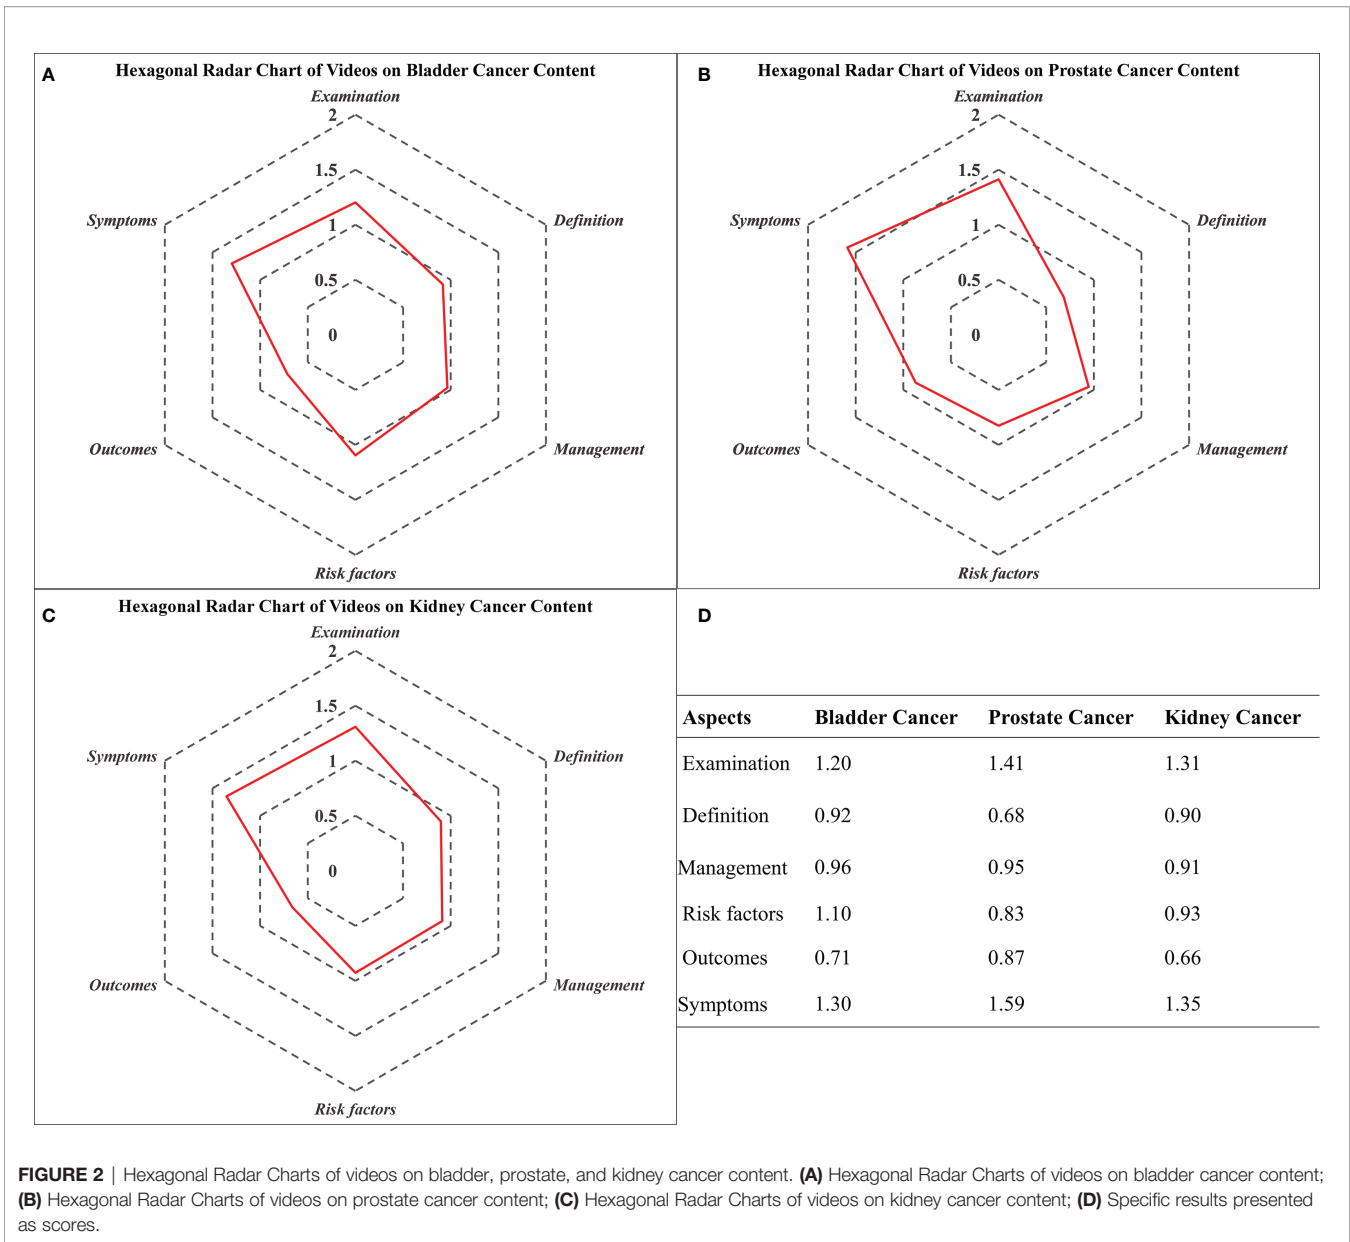 A
Hexagonal Radar Chart of Videos on Bladder Cancer Content
Examination
2
1.5
1
0.5
0
Symptoms
Definition
Outcomes
Management
Risk factors
B
Hexagonal Radar Chart of Videos on Prostate Cancer Content
Examination
2
1.5
1
0.5
0
Symptoms
Definition
Outcomes
Management
Risk factors
C
Hexagonal Radar Chart of Videos on Kidney Cancer Content
Examination
2
1.5
1
0.5
0
Symptoms
Definition
Outcomes
Management
Risk factors
D
Aspects Bladder Cancer Prostate Cancer Kidney Cancer
Examination 1.20 1.41 1.31
Definition 0.92 0.68 0.90
Management 0.96 0.95 0.91
Risk factors 1.10 0.83 0.93
Outcomes 0.71 0.87 0.66
Symptoms 1.30 1.59 1.35
FIGURE 2 | Hexagonal Radar Charts of videos on bladder, prostate, and kidney cancer content. (A) Hexagonal Radar Charts of videos on bladder cancer content;
(B) Hexagonal Radar Charts of videos on prostate cancer content; (C) Hexagonal Radar Charts of videos on kidney cancer content; (D) Specific results presented
as scores.